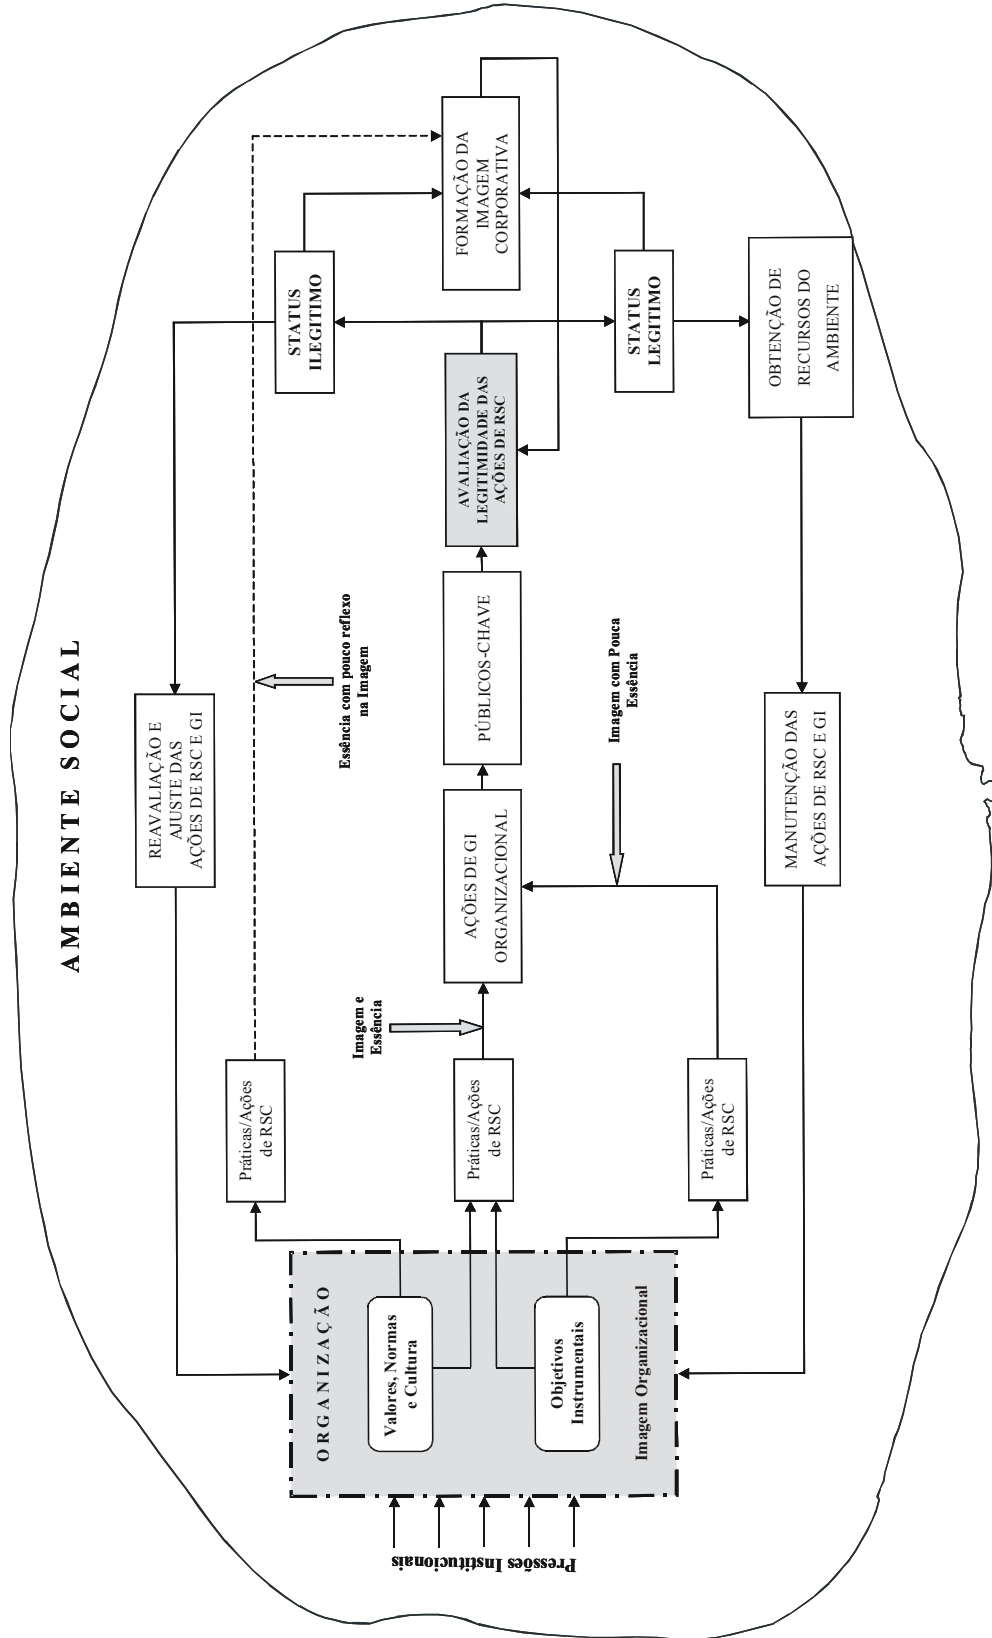 AMBIENTE SOCIAL
REAVALIAÇÃO E
AJUSTE DAS
AÇÕES DE RSC E GI
Essência com pouco reflexo
na Imagem
STATUS
ILEGITIMO
Práticas/Ações
de RSC
Imagem e
Essência
Pressões Institucionais
ORGANIZAÇÃO
Valores, Normas
e Cultura
Objetivos
Instrumentais
Imagem Organizacional
Práticas/Ações
de RSC
AÇÕES DE GI
ORGANIZACIONAL
PÚBLICOS-CHAVE
AVALIAÇÃO DA
LEGITIMIDADE DAS
AÇÕES DE RSC
FORMAÇÃO DA
IMAGEM
CORPORATIVA
Imagem com Pouca
Essência
STATUS
LEGITIMO
Práticas/Ações
de RSC
MANUTENÇÃO DAS
AÇÕES DE RSC E GI
OBTENÇÃO DE
RECURSOS DO
AMBIENTE